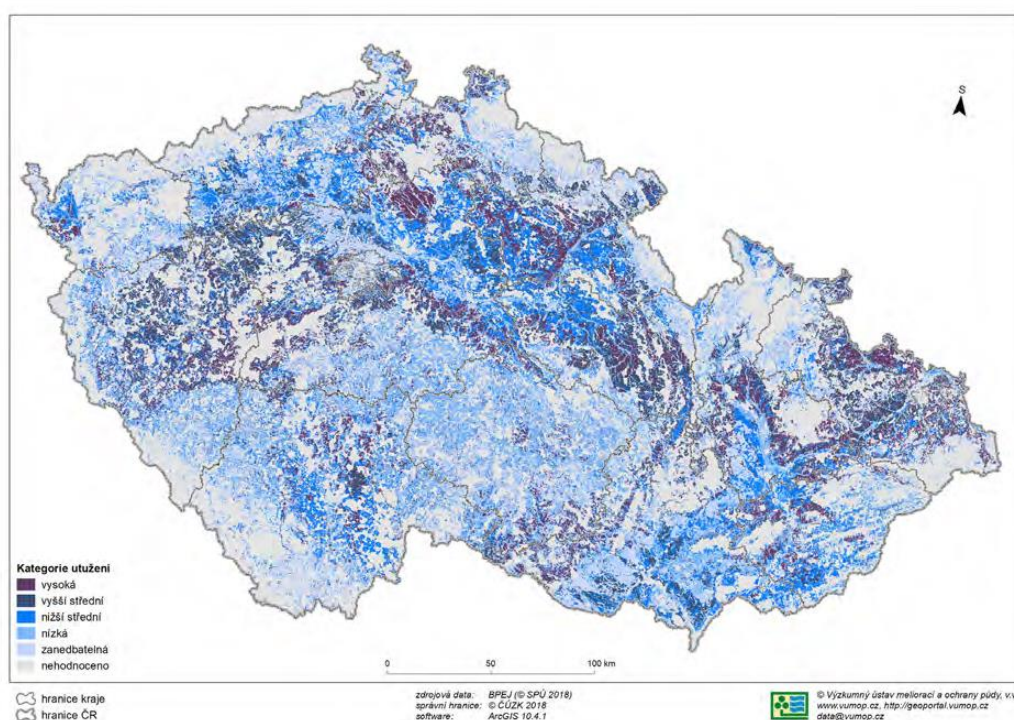 S
Kategorie utužení
vysoká
vyšší střední
nižší střední
nízká
zanedbatelná
nehodnoceno
0 50 100 km
hranice kraje
hranice ČR
zdrojová data: BPEJ (© SPÚ 2018)
správní hranice: © ČÚZK 2018
software: ArcGIS 10.4.1
© Výzkumný ústav meliorací a ochrany půdy, v.v
www.vumop.cz, http://geoportal.vumop.cz
data@vumop.cz